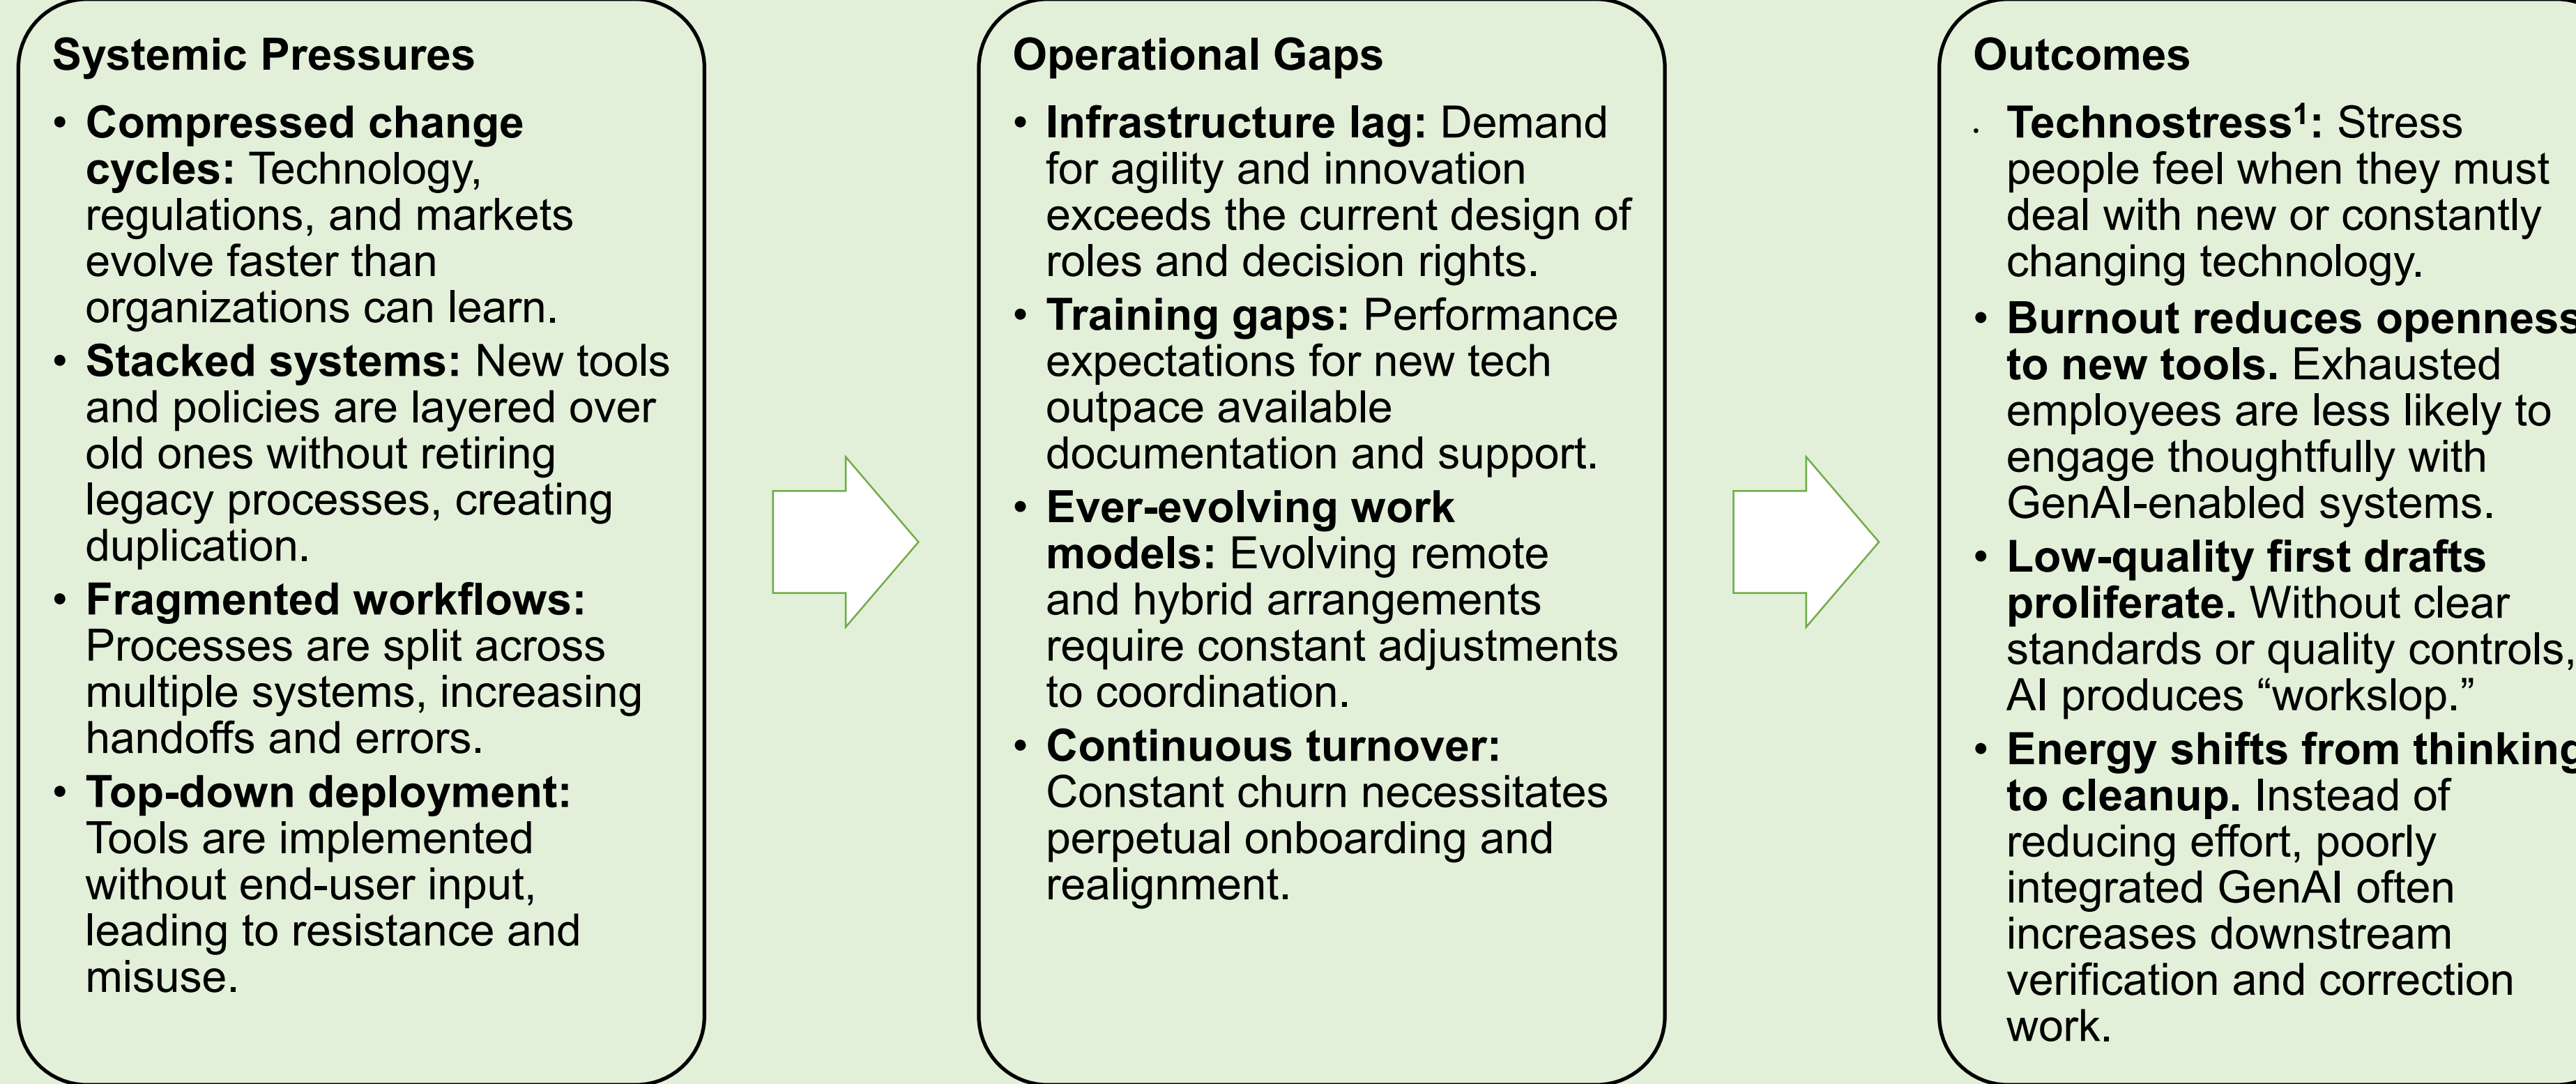 Systemic Pressures
• Compressed change
cycles: Technology,
regulations, and markets
evolve faster than
organizations can learn.
• Stacked systems: New tools
and policies are layered over
old ones without retiring
legacy processes, creating
duplication.
• Fragmented workflows:
Processes are split across
multiple systems, increasing
handoffs and errors.
• Top-down deployment:
Tools are implemented
without end-user input,
leading to resistance and
misuse.
Operational Gaps
• Infrastructure lag: Demand
for agility and innovation
exceeds the current design of
roles and decision rights.
• Training gaps: Performance
expectations for new tech
outpace available
documentation and support.
• Ever-evolving work
models: Evolving remote
and hybrid arrangements
require constant adjustments
to coordination.
• Continuous turnover:
Constant churn necessitates
perpetual onboarding and
realignment.
Outcomes
• Technostress¹: Stress
people feel when they must
deal with new or constantly
changing technology.
• Burnout reduces openness
to new tools. Exhausted
employees are less likely to
engage thoughtfully with
GenAI-enabled systems.
• Low-quality first drafts
proliferate. Without clear
standards or quality controls,
AI produces “workslop.”
• Energy shifts from thinking
to cleanup. Instead of
reducing effort, poorly
integrated GenAI often
increases downstream
verification and correction
work.